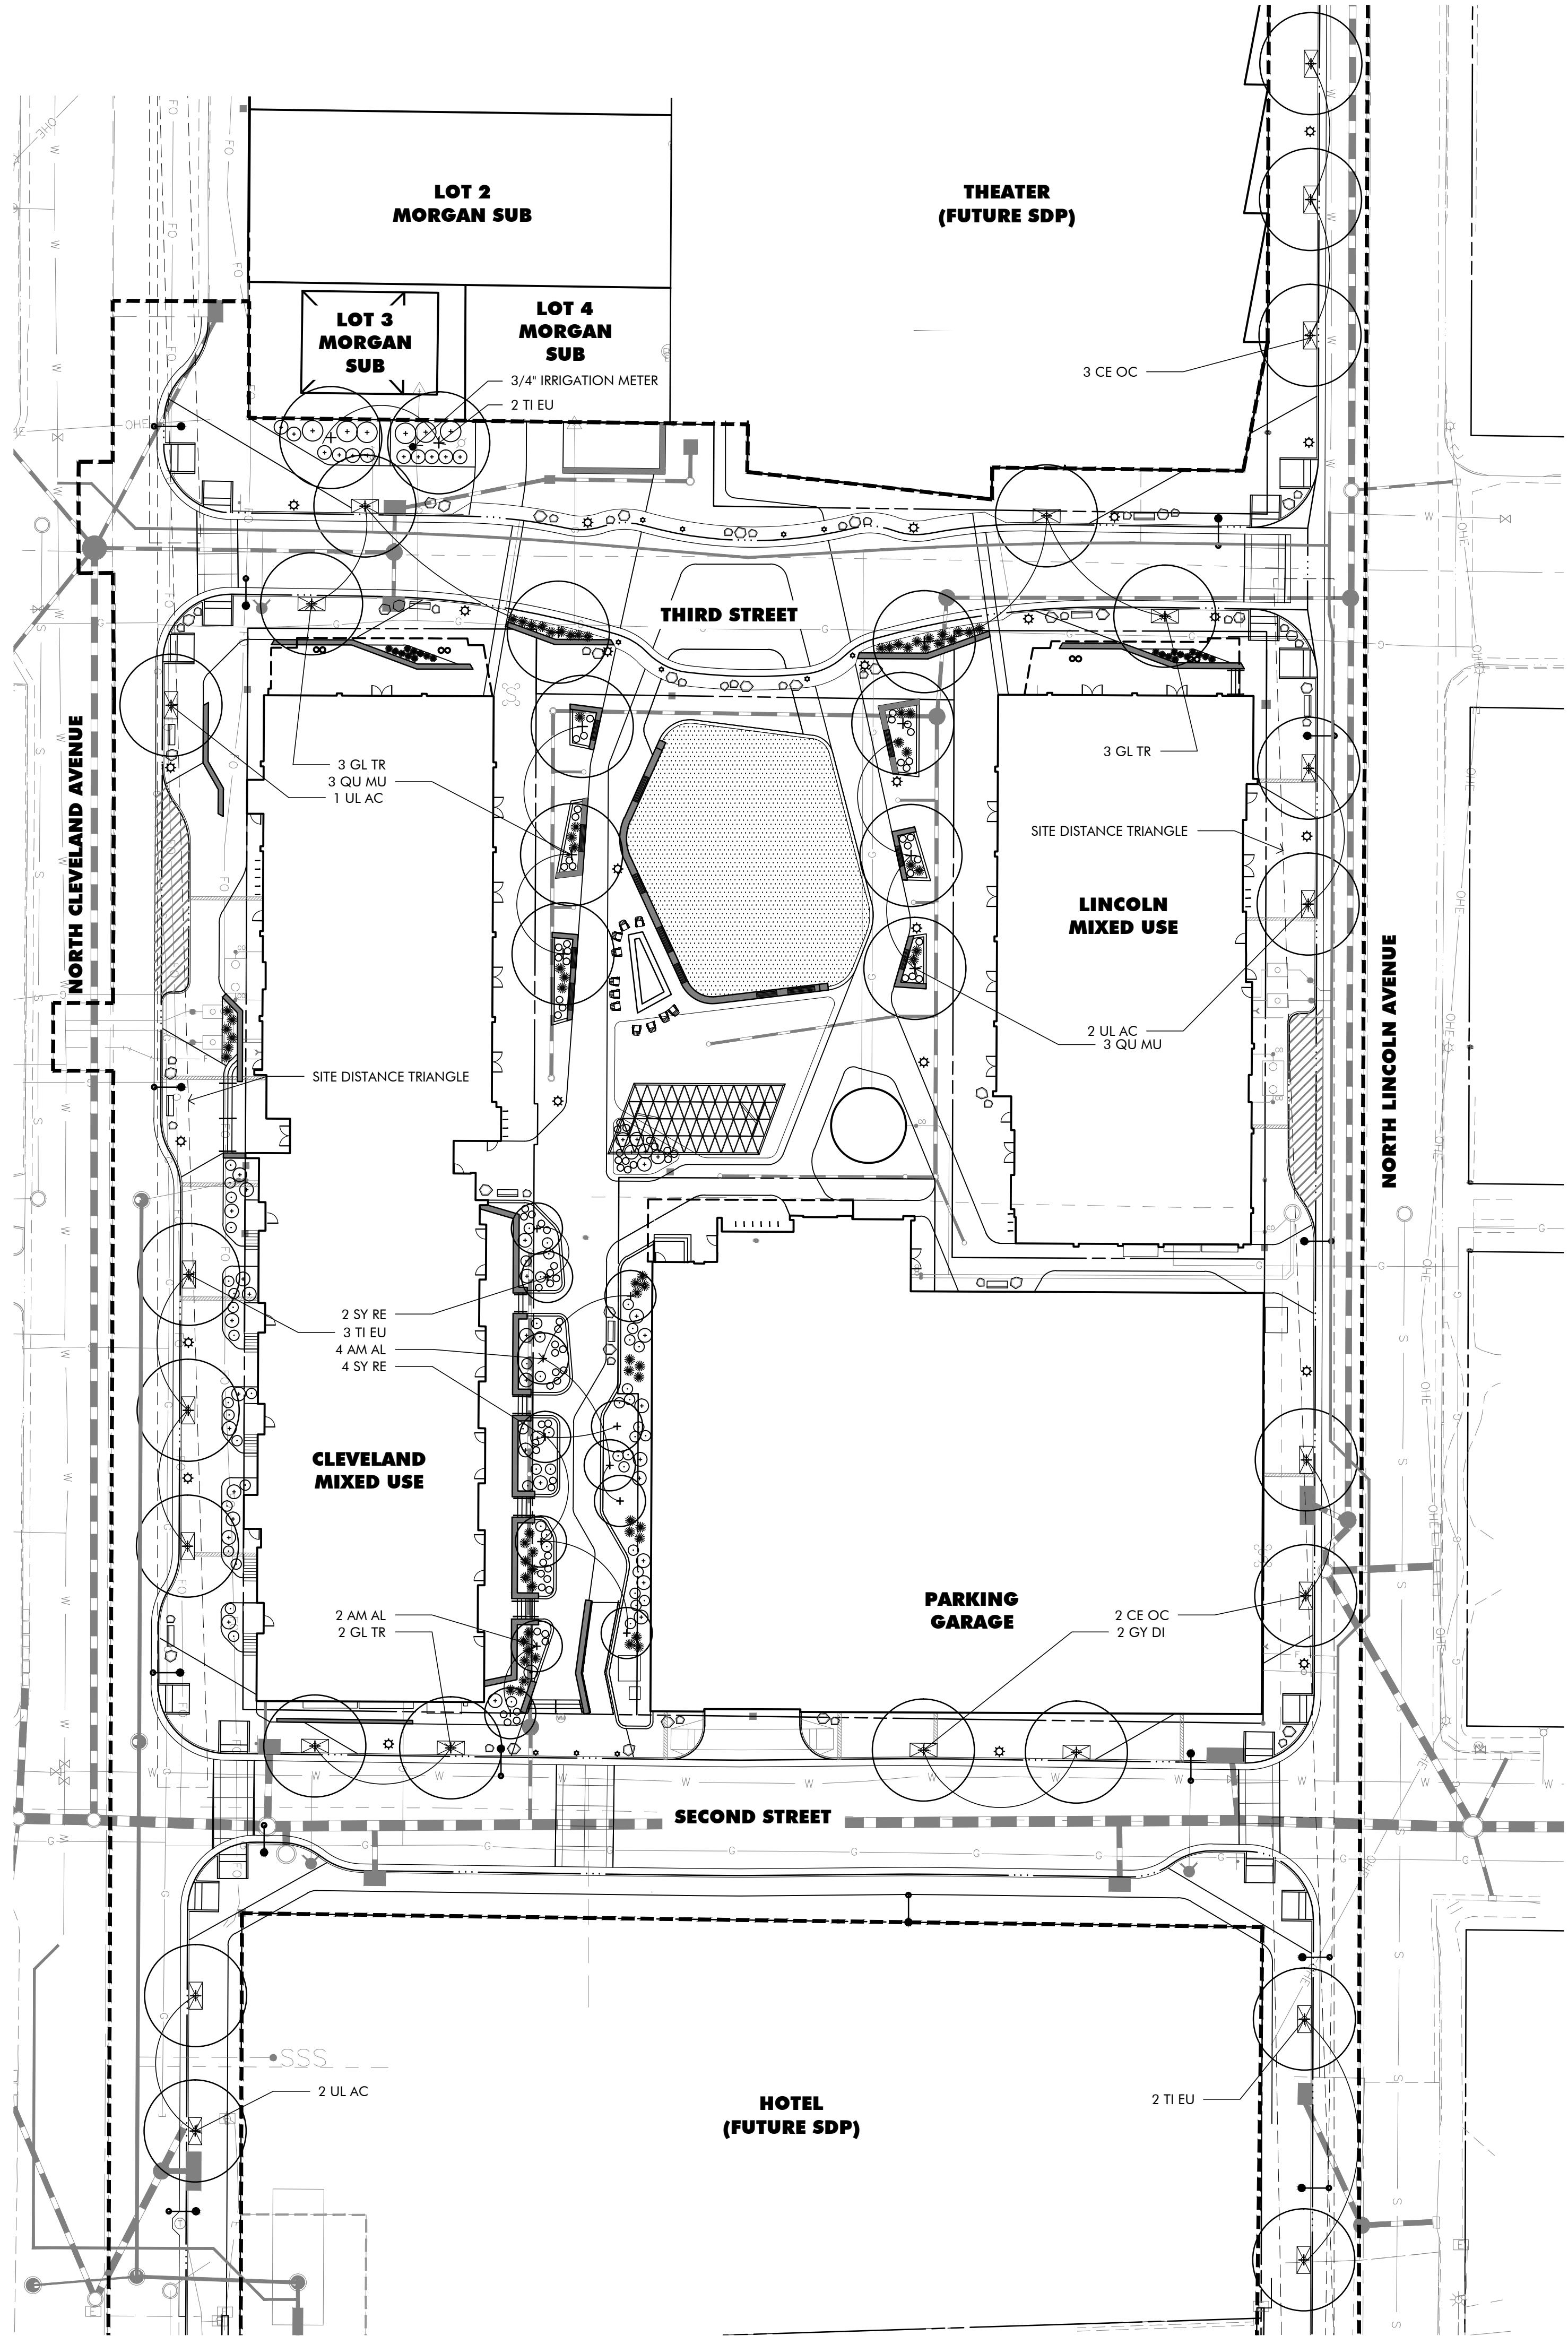 LOT 2
MORGAN SUB
THEATER
(FUTURE SDP)
LOT 3
MORGAN
SUB
LOT 4
MORGAN
SUB
3/4" IRRIGATION METER
2 TI EU
3 CE OC
THIRD STREET
NORTH CLEVELAND AVENUE
3 GL TR
3 QU MU
1 UL AC
3 GL TR
SITE DISTANCE TRIANGLE
LINCOLN
MIXED USE
NORTH LINCOLN AVENUE
2 UL AC
3 QU MU
SITE DISTANCE TRIANGLE
2 SY RE
3 TI EU
4 AM AL
4 SY RE
CLEVELAND
MIXED USE
PARKING
GARAGE
2 AM AL
2 GL TR
2 CE OC
2 GY DI
SECOND STREET
SSS
2 UL AC
HOTEL
(FUTURE SDP)
2 TI EU